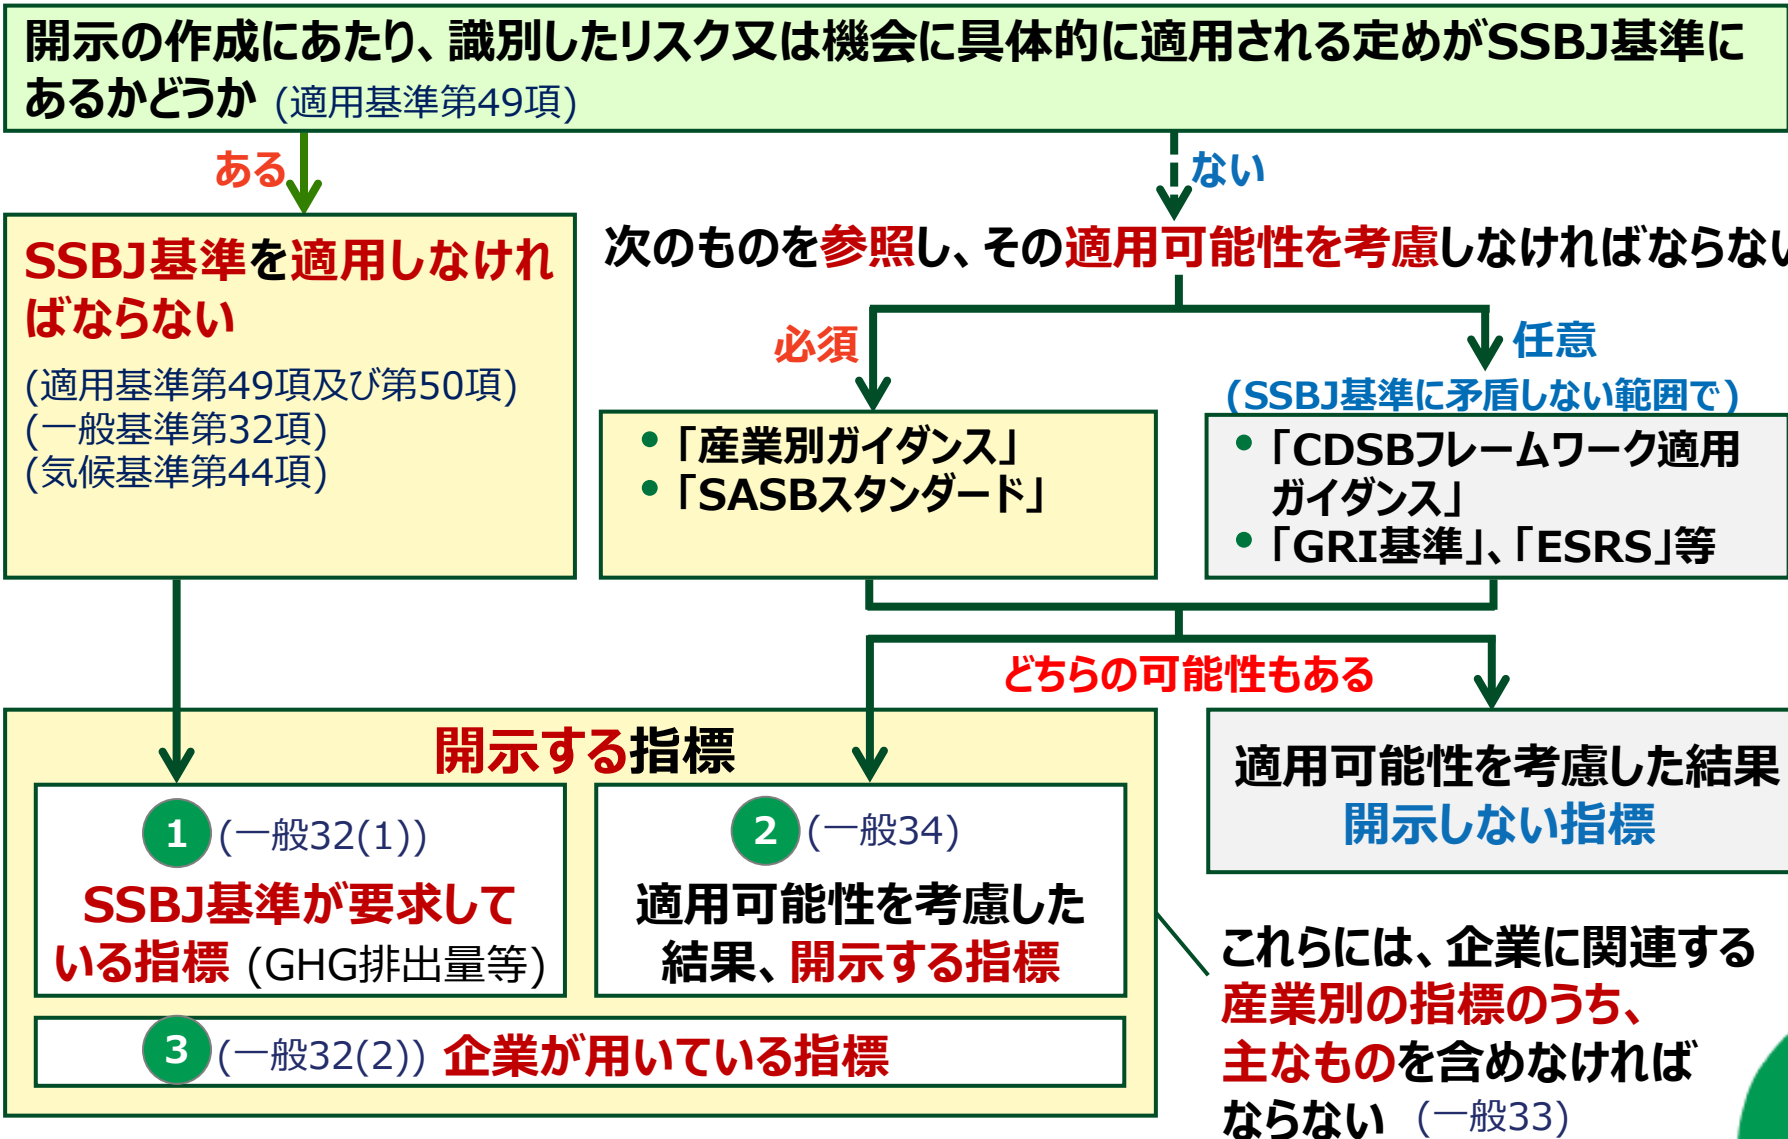 開示の作成にあたり、識別したリスク又は機会に具体的に適用される定めがSSBJ基準に
あるかどうか (適用基準第49項)
ある
ない
SSBJ基準を適用しなけれ
ばならない
(適用基準第49項及び第50項)
(一般基準第32項)
(気候基準第44項)
次のものを参照し、その適用可能性を考慮しなければならない
必須
任意
(SSBJ基準に矛盾しない範囲で)
• 「産業別ガイダンス」
• 「SASBスタンダード」
• 「CDSBフレームワーク適用
ガイダンス」
• 「GRI基準」、「ESRS」等
どちらの可能性もある
開示する指標
1 (一般32(1))
SSBJ基準が要求して
いる指標 (GHG排出量等)
2 (一般34)
適用可能性を考慮した
結果、開示する指標
3 (一般32(2)) 企業が用いている指標
適用可能性を考慮した結果
開示しない指標
これらには、企業に関連する
産業別の指標のうち、
主なものを含めなければ
ならない (一般33)